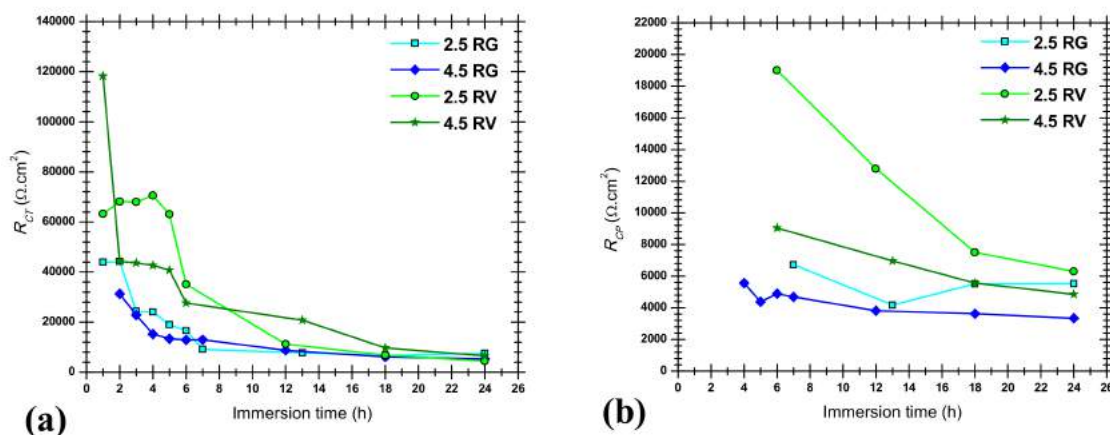 140000
120000
100000
80000
60000
40000
20000
0
R_CT (Ω.cm²)
2.5 RG
4.5 RG
2.5 RV
4.5 RV
0 2 4 6 8 10 12 14 16 18 20 22 24 26
Immersion time (h)
(a)
22000
20000
18000
16000
14000
12000
10000
8000
6000
4000
2000
0
R_CP (Ω.cm²)
2.5 RG
4.5 RG
2.5 RV
4.5 RV
0 2 4 6 8 10 12 14 16 18 20 22 24 26
Immersion time (h)
(b)